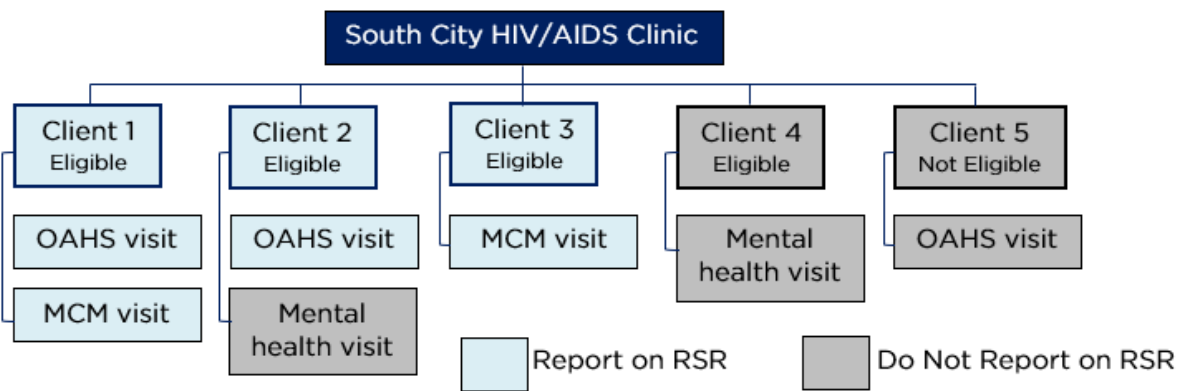 South City HIV/AIDS Clinic
Client 1
Eligible
OAHS visit
MCM visit
Client 2
Eligible
OAHS visit
Mental
health visit
Client 3
Eligible
MCM visit
Client 4
Eligible
Mental
health visit
Client 5
Not Eligible
OAHS visit
Report on RSR
Do Not Report on RSR